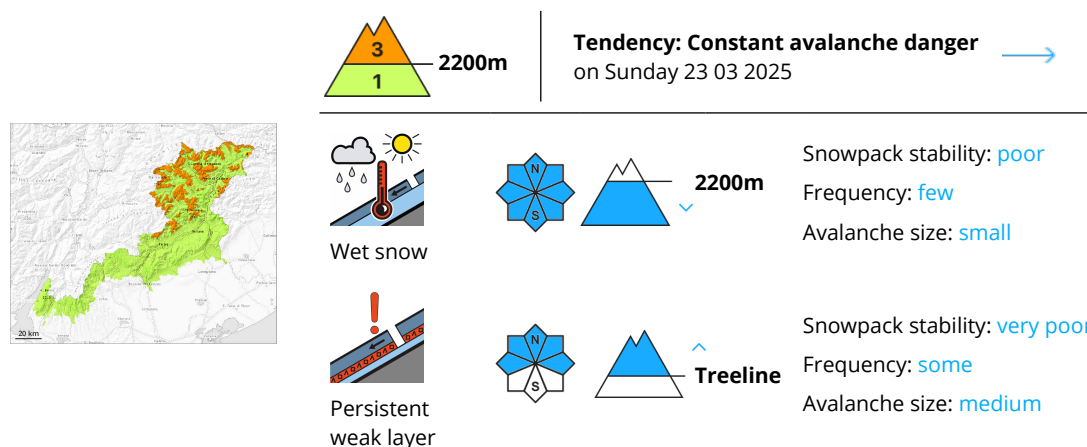 3
1
2200m
Tendency: Constant avalanche danger
on Sunday 23 03 2025
20 km
Wet snow
N
S
2200m
Snowpack stability: poor
Frequency: few
Avalanche size: small
Persistent
weak layer
N
S
Treeline
Snowpack stability: very poor
Frequency: some
Avalanche size: medium